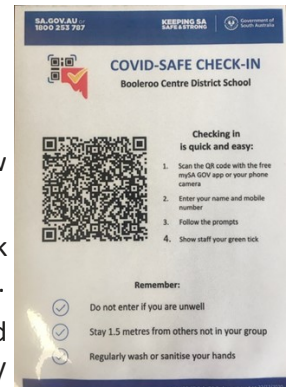 SA.GOV.AU
1800 253 787
KEEPING SA
SAFE & STRONG
Government of
South Australia
COVID-SAFE CHECK-IN
Booleroo Centre District School
Checking in
is quick and easy:
1. Scan the QR code with the free
mySA GOV app or your phone
camera
2. Enter your name and mobile
number
3. Follow the prompts
4. Show staff your green tick
Remember:
Do not enter if you are unwell
Stay 1.5 metres from others not in your group
Regularly wash or sanitise your hands